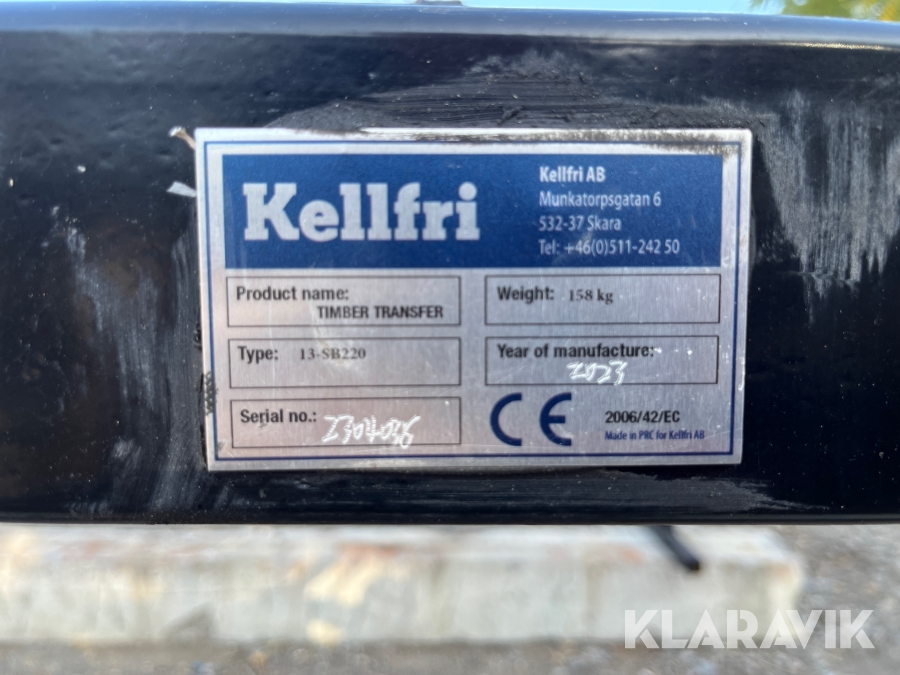 Kellfri
Kellfri AB
Munkatorpsgatan 6
532-37 Skara
Tel: +46(0)511-242 50
Product name:
TIMBER TRANSFER
Weight: 158 kg
Type: 13-SB220
Year of manufacture:
2023
Serial no.:
CE 2006/42/EC
Made in PRC for Kellfri AB
KLARAVIK